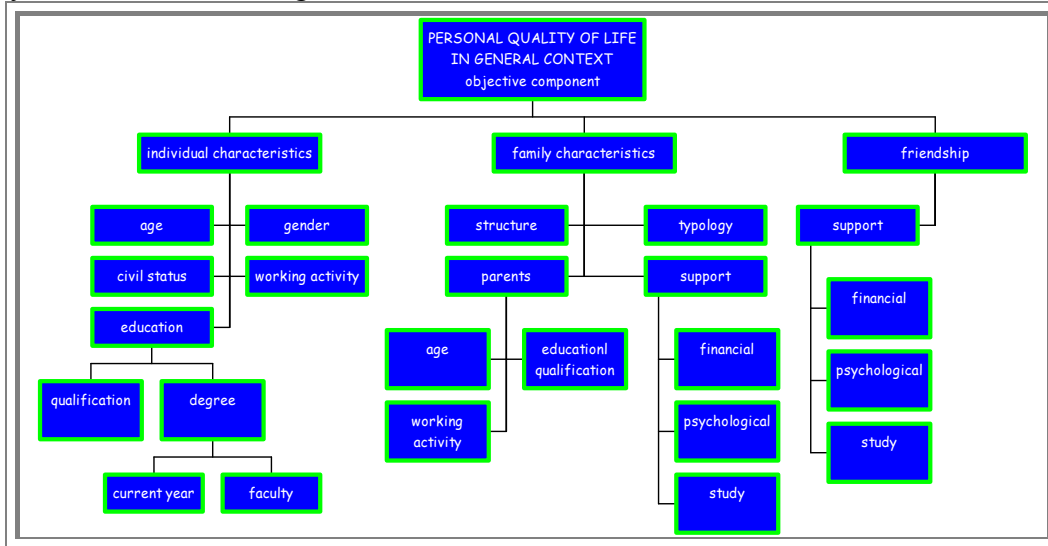 PERSONAL QUALITY OF LIFE
IN GENERAL CONTEXT
objective component
individual characteristics
family characteristics
friendship
age
gender
structure
typology
support
civil status
working activity
parents
support
financial
education
age
educationl
qualification
financial
psychological
qualification
degree
working
activity
psychological
study
current year
faculty
study